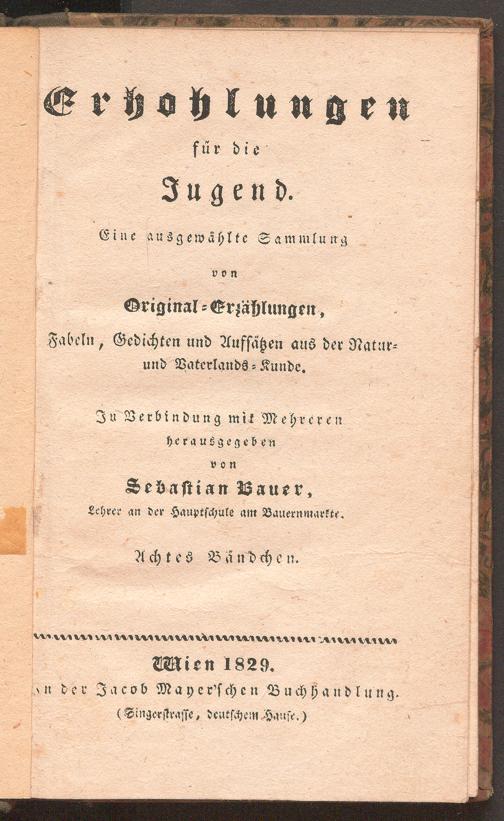 Erhohlungen
für die
Jugend.
Eine ausgewählte Sammlung
von
Original-Erzählungen,
Fabeln, Gedichten und Aufsätzen aus der Natur-
und Vaterlands-Kunde.
In Verbindung mit Mehreren
herausgegeben
von
Sebastian Bauer,
Lehrer an der Hauptschule am Bauernmarkte.
Achtes Bändchen.
Wien 1829.
In der Jacob Mayer'schen Buchhandlung.
(Singerstrasse, deutschem Hause.)